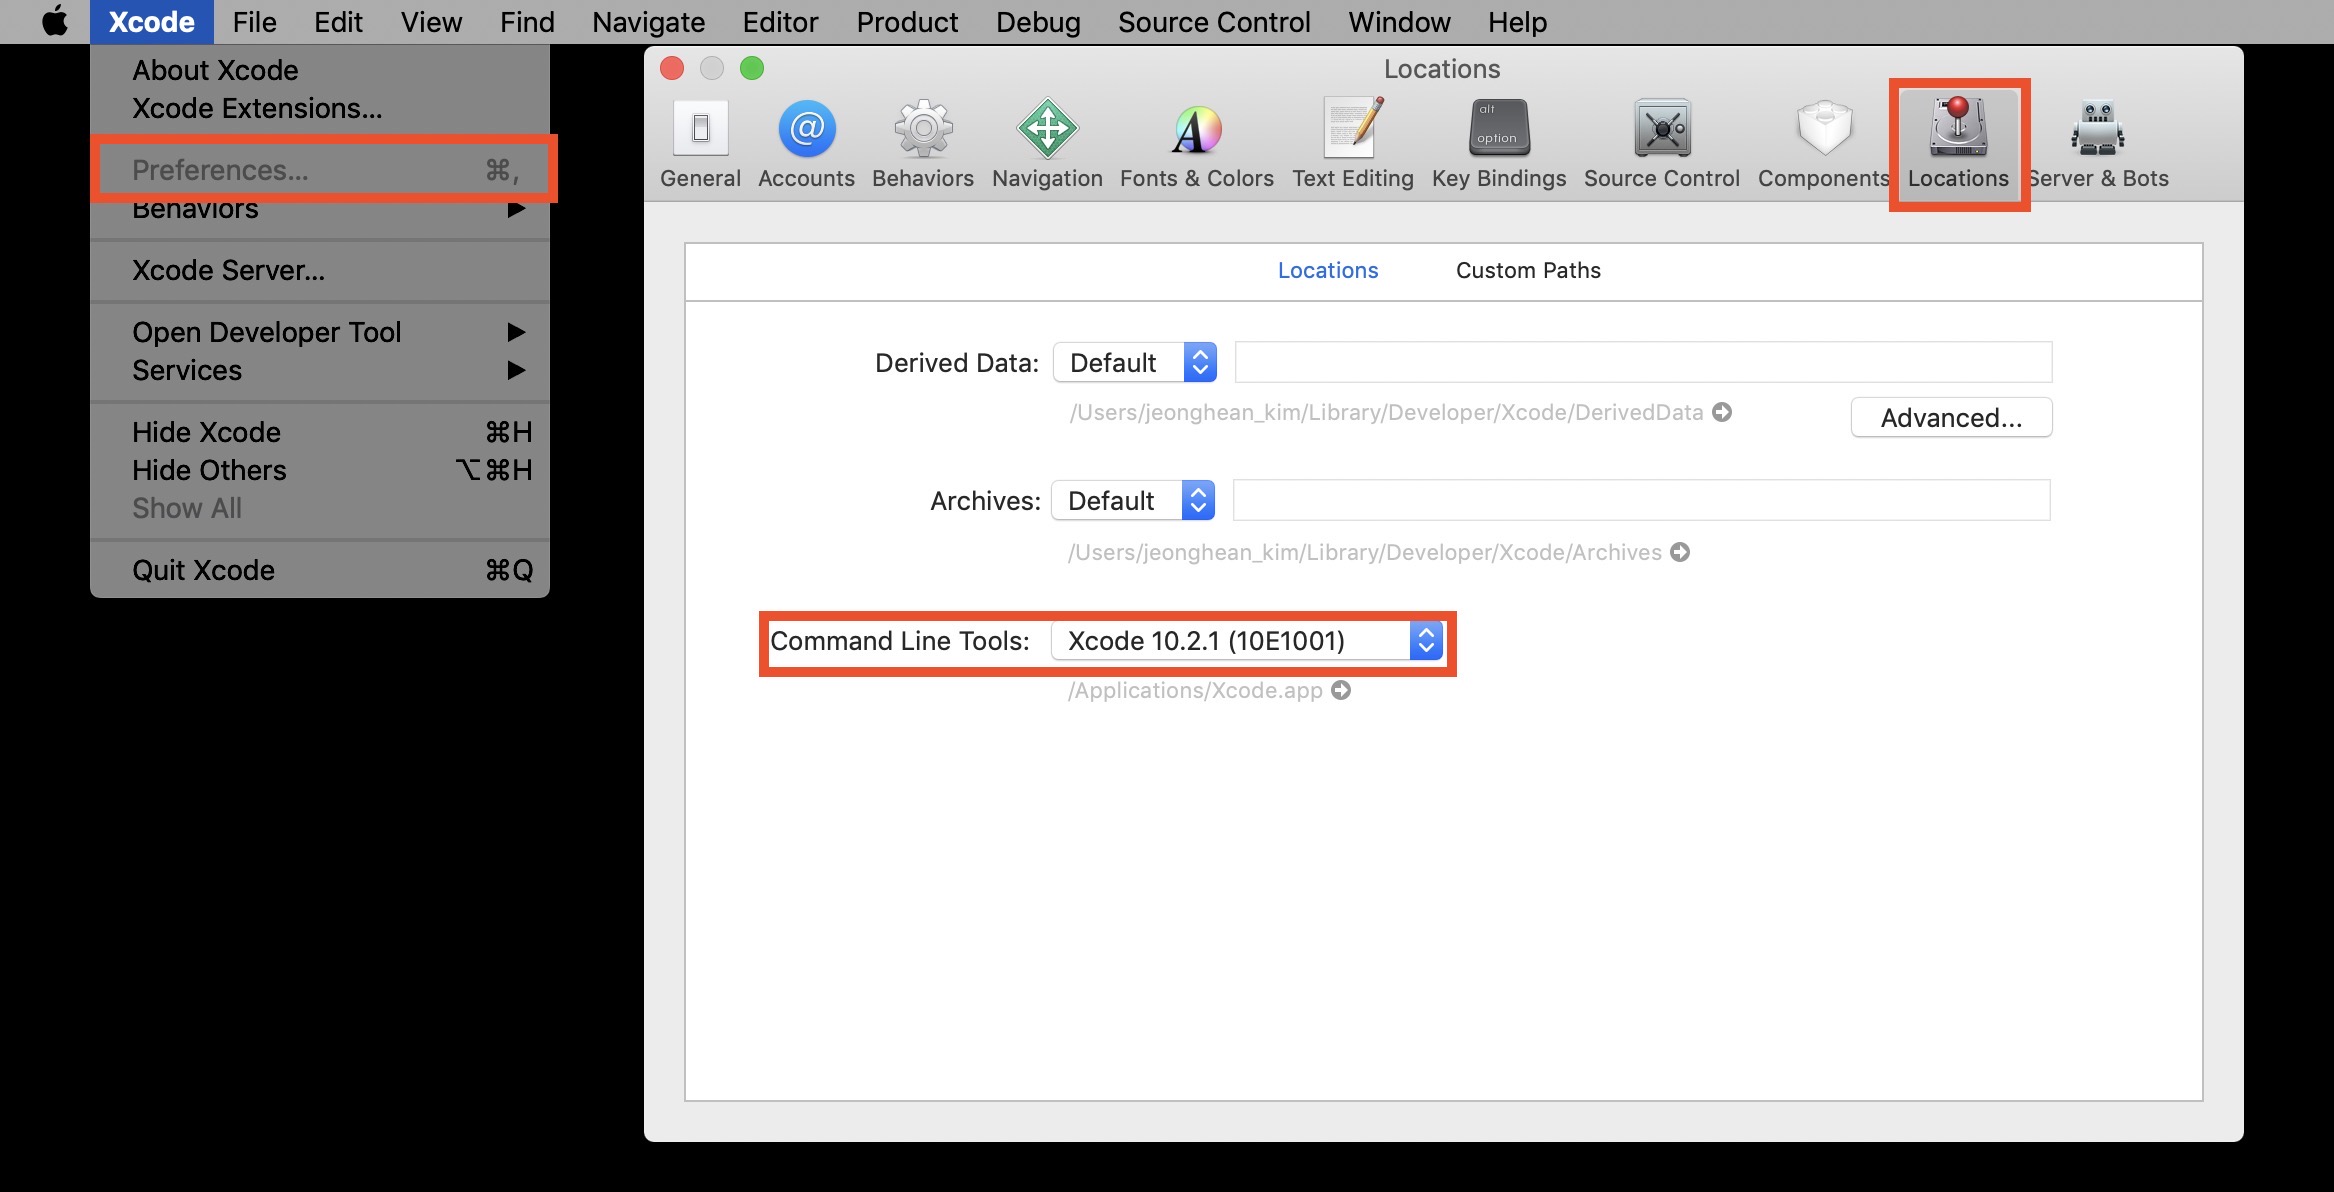 Xcode File Edit View Find Navigate Editor Product Debug Source Control Window Help
About Xcode
Xcode Extensions...
Preferences... ⌘,
Behaviors
Xcode Server...
Open Developer Tool
Services
Hide Xcode ⌘H
Hide Others ⌥⌘H
Show All
Quit Xcode ⌘Q
Locations
alt
option
General Accounts Behaviors Navigation Fonts & Colors Text Editing Key Bindings Source Control Components Locations Server & Bots
Locations Custom Paths
Derived Data: Default
/Users/jeonghean_kim/Library/Developer/Xcode/DerivedData
Advanced...
Archives: Default
/Users/jeonghean_kim/Library/Developer/Xcode/Archives
Command Line Tools: Xcode 10.2.1 (10E1001)
/Applications/Xcode.app